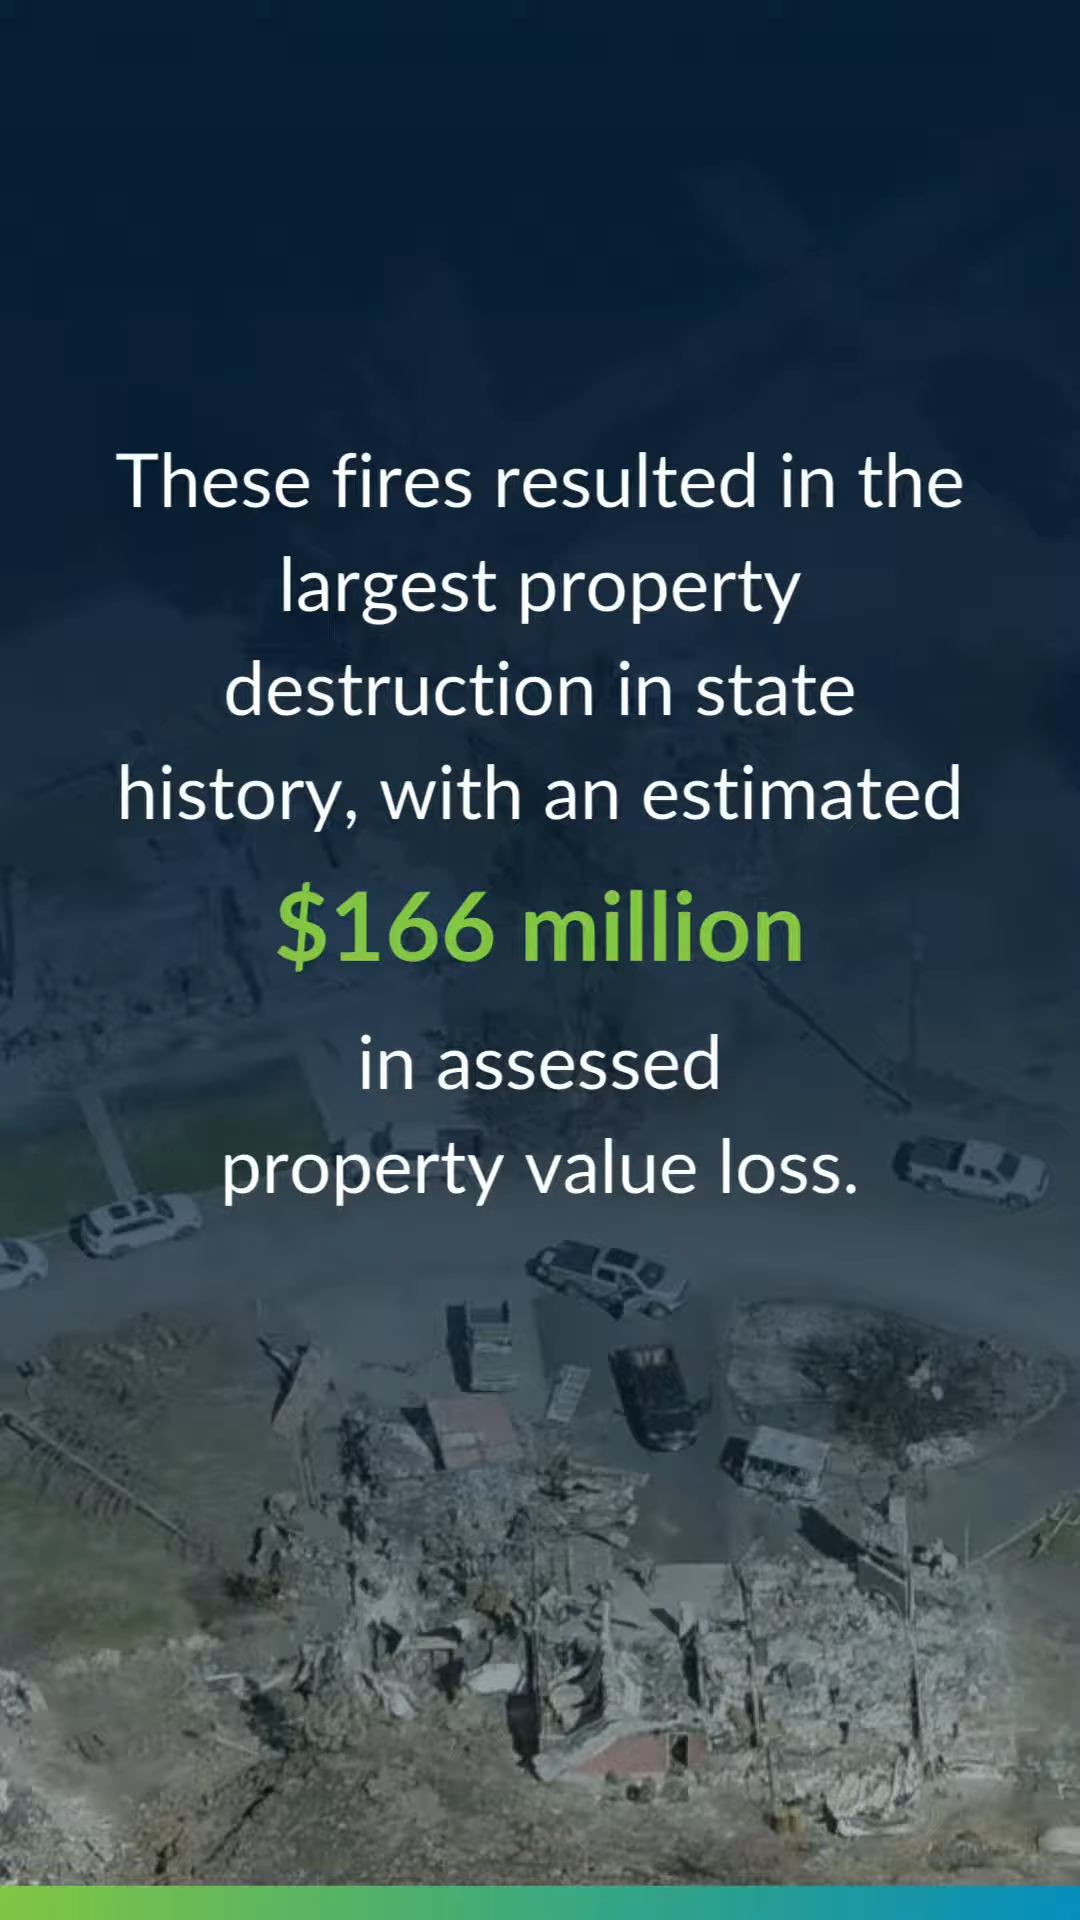 These fires resulted in the
largest property
destruction in state
history, with an estimated
$166 million
in assessed
property value loss.